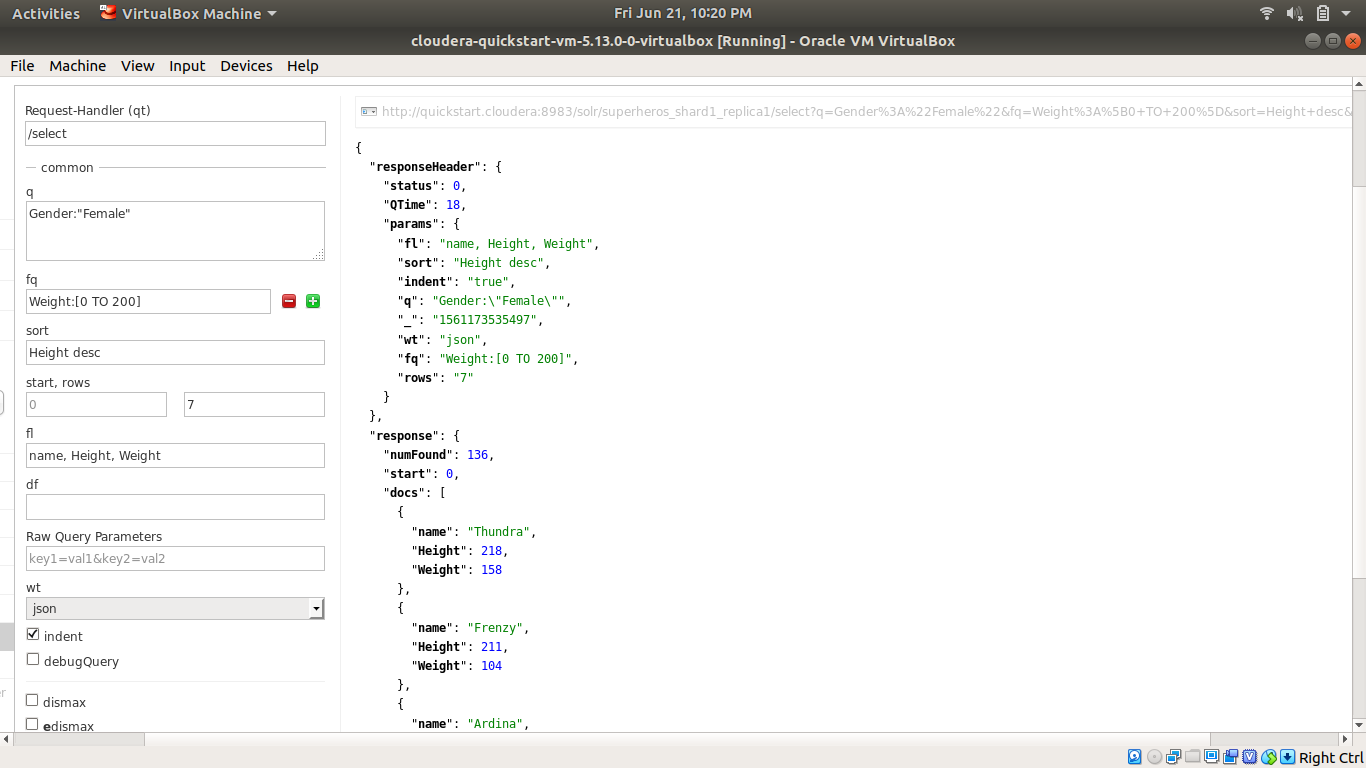 Activities VirtualBox Machine Fri Jun 21, 10:20 PM
cloudera-quickstart-vm-5.13.0-0-virtualbox [Running] - Oracle VM VirtualBox
File Machine View Input Devices Help
Request-Handler (qt)
/select
common
q
Gender:"Female"
fq
Weight:[0 TO 200]
sort
Height desc
start, rows
0 7
fl
name, Height, Weight
df
Raw Query Parameters
key1=val1&key2=val2
wt
json
indent
debugQuery
dismax
edismax
er
http://quickstart.cloudera:8983/solr/superheros_shard1_replica1/select?q=Gender%3A%22Female%22&fq=Weight%3A%5B0+TO+200%5D&sort=Height+desc&
{
"responseHeader": {
"status": 0,
"QTime": 18,
"params": {
"fl": "name, Height, Weight",
"sort": "Height desc",
"indent": "true",
"q": "Gender:\"Female\"",
"_": "1561173535497",
"wt": "json",
"fq": "Weight:[0 TO 200]",
"rows": "7"
}
},
"response": {
"numFound": 136,
"start": 0,
"docs": [
{
"name": "Thundra",
"Height": 218,
"Weight": 158
},
{
"name": "Frenzy",
"Height": 211,
"Weight": 104
},
{
"name": "Ardina",
Right Ctrl